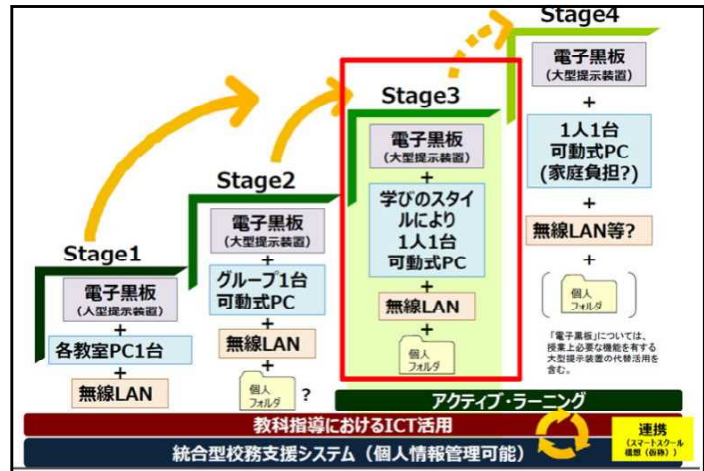 Stage1
電子黒板
(人型提示装置)
+
各教室PC1台
+
無線LAN
Stage2
電子黒板
(大型提示装置)
+
グループ1台
可動式PC
+
無線LAN
+
個人
フォルダ
?
Stage3
電子黒板
(大型提示装置)
+
学びのスタイ
ルにより
1人1台
可動式PC
+
無線LAN
+
個人
フォルダ
Stage4
電子黒板
(大型提示装置)
+
1人1台
可動式PC
(家庭負担?)
+
無線LAN等?
+
個人
フォルダ
「電子黒板」については、
授業上必要な機能を有する
大型提示装置の代替活用を
含む。
アクティブ・ラーニング
教科指導におけるICT活用
統合型校務支援システム(個人情報管理可能)
連携
(スマートスクール
構想(仮称))